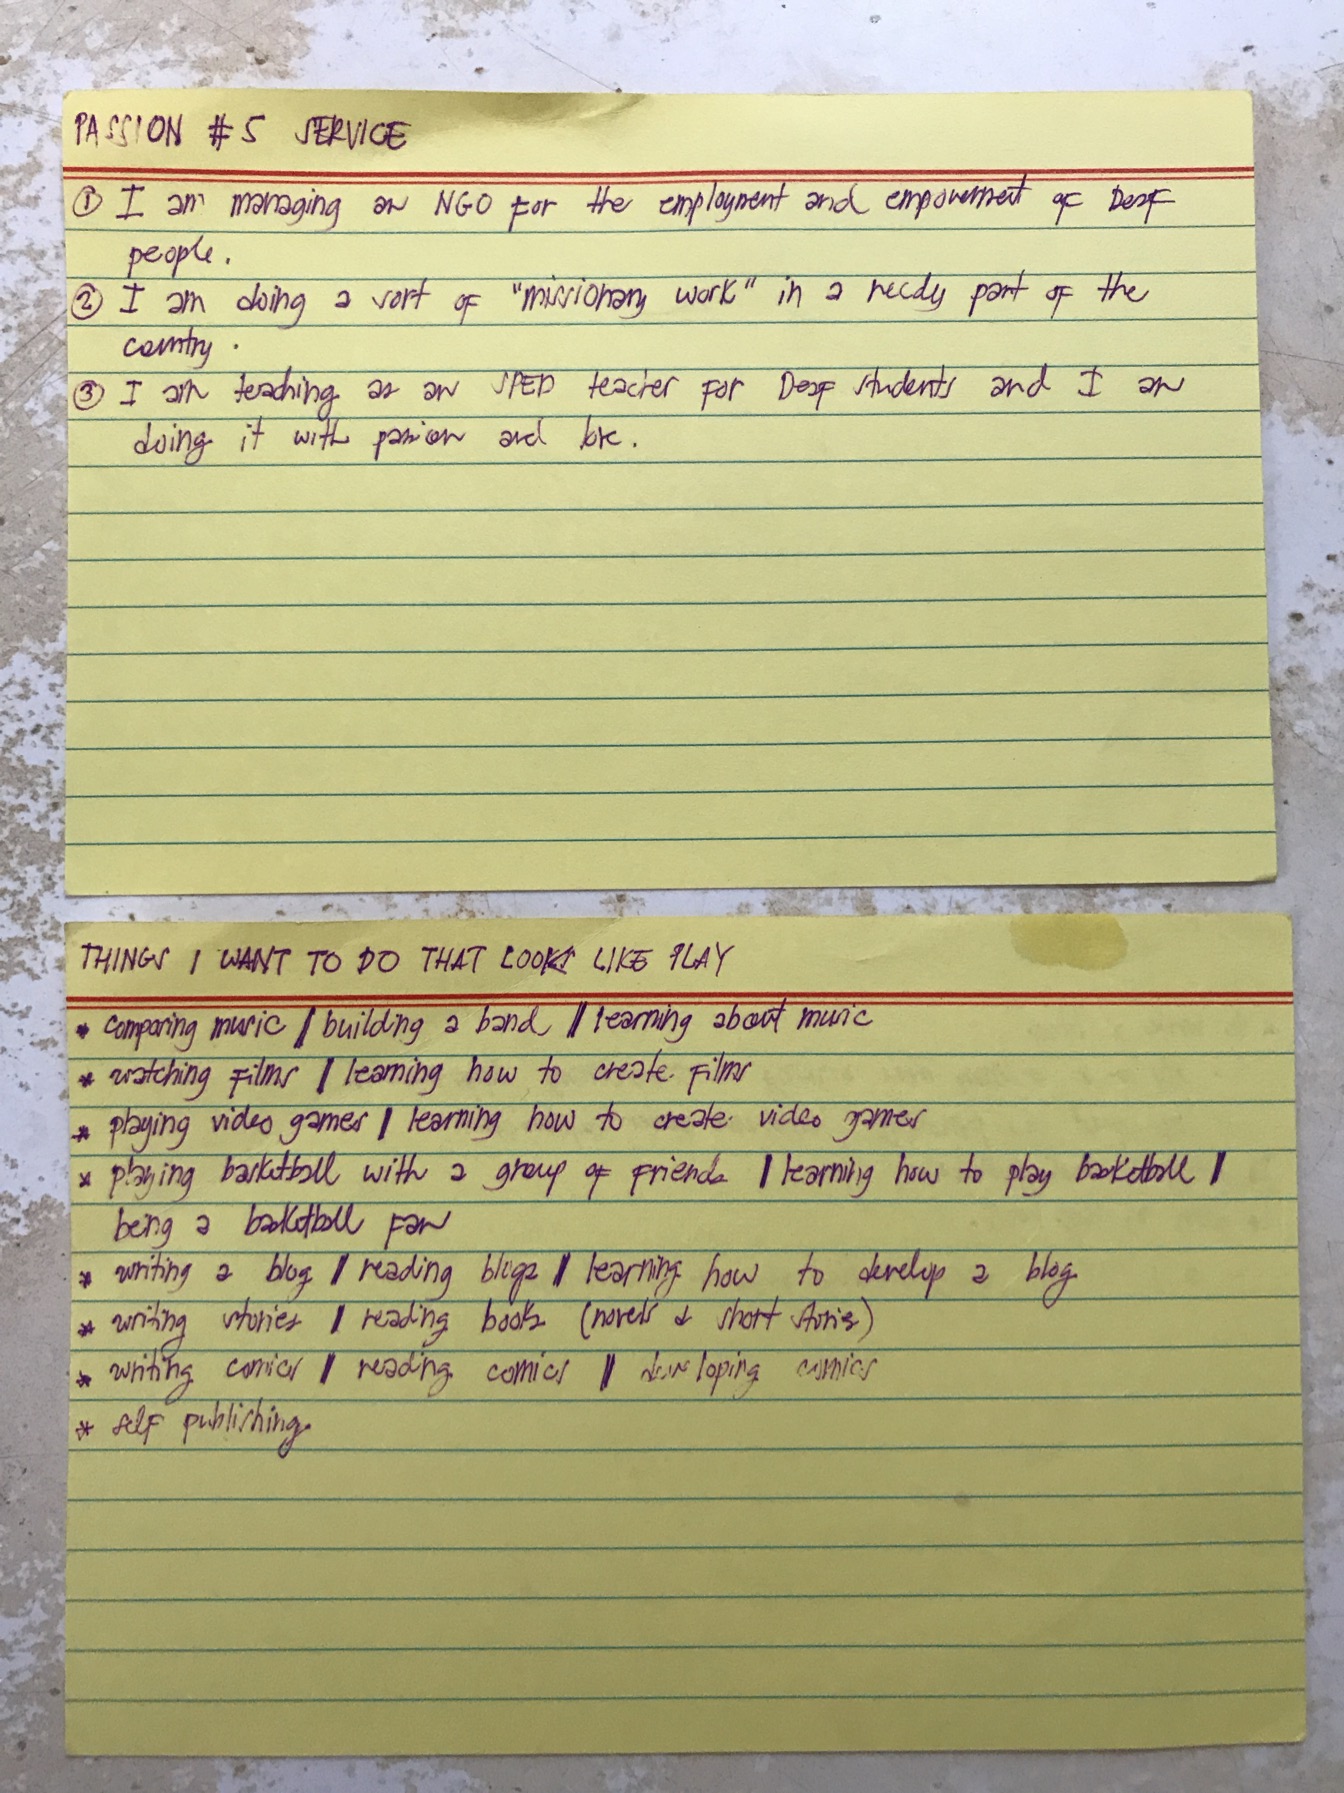 PASSION #5 SERVICE
① I am managing an NGO for the employment and empowerment of Deaf
people.
② I am doing a sort of "missionary work" in a needy part of the
country.
③ I am teaching as an SPED teacher for Deaf students and I am
doing it with passion and love.
THINGS I WANT TO DO THAT LOOKS LIKE PLAY
* composing music / building a band // learning about music
* watching films / learning how to create films
* playing video games / learning how to create video games
* playing basketball with a group of friends / learning how to play basketball /
being a basketball fan
* writing a blog / reading blogs / learning how to develop a blog
* writing stories / reading books (novels & short stories)
* writing comics / reading comics // developing comics
* self publishing